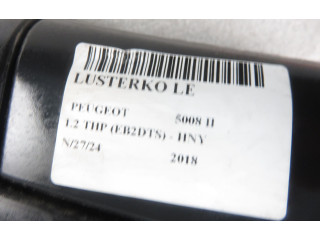 LUSTERKO LE
PEUGEOT 5008 II
1.2 THP (EB2DTS) - HNY
N/27/24 2018